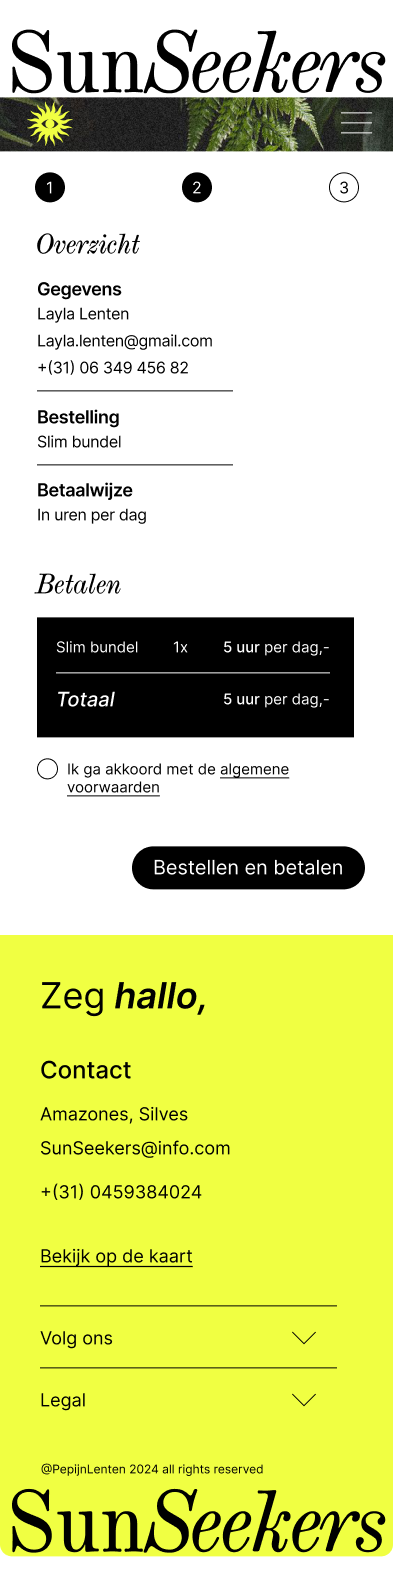 SunSeekers
1 2 3
Overzicht
Gegevens
Layla Lenten
Layla.lenten@gmail.com
+(31) 06 349 456 82
Bestelling
Slim bundel
Betaalwijze
In uren per dag
Betalen
Slim bundel 1x 5 uur per dag,-
Totaal 5 uur per dag,-
Ik ga akkoord met de algemene
voorwaarden
Bestellen en betalen
Zeg hallo,
Contact
Amazones, Silves
SunSeekers@info.com
+(31) 0459384024
Bekijk op de kaart
Volg ons
Legal
@PepijnLenten 2024 all rights reserved
SunSeekers